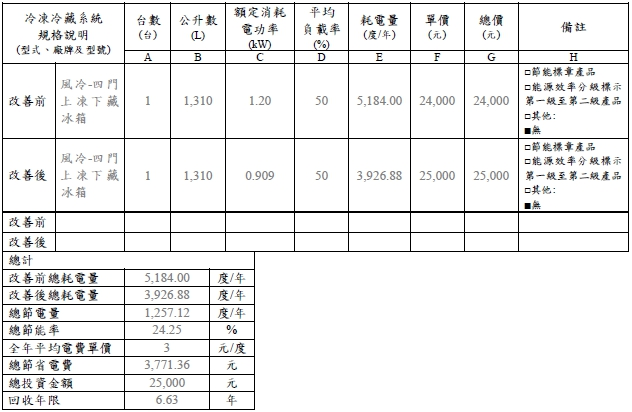 冷凍冷藏系統 規格說明 (型式、廠牌及型號) 台數 (台) 公升數 (L) 額定消耗 電功率 (kW) 平均 負載率 (%) 耗電量 (度/年) 單價 (元) 總價 (元) 備註
A B C D E F G H
改善前 風冷-四門 上凍下藏 冰箱 1 1,310 1.20 50 5,184.00 24,000 24,000
□節能標章產品
□能源效率分級標示
第一級至第二級產品
□其他:
■無
改善後 風冷-四門 上凍下藏 冰箱 1 1,310 0.909 50 3,926.88 25,000 25,000
□節能標章產品
□能源效率分級標示
第一級至第二級產品
□其他:
■無
改善前
改善後
總計
改善前總耗電量 5,184.00 度/年
改善後總耗電量 3,926.88 度/年
總節電量 1,257.12 度/年
總節能率 24.25 %
全年平均電費單價 3 元/度
總節省電費 3,771.36 元
總投資金額 25,000 元
回收年限 6.63 年